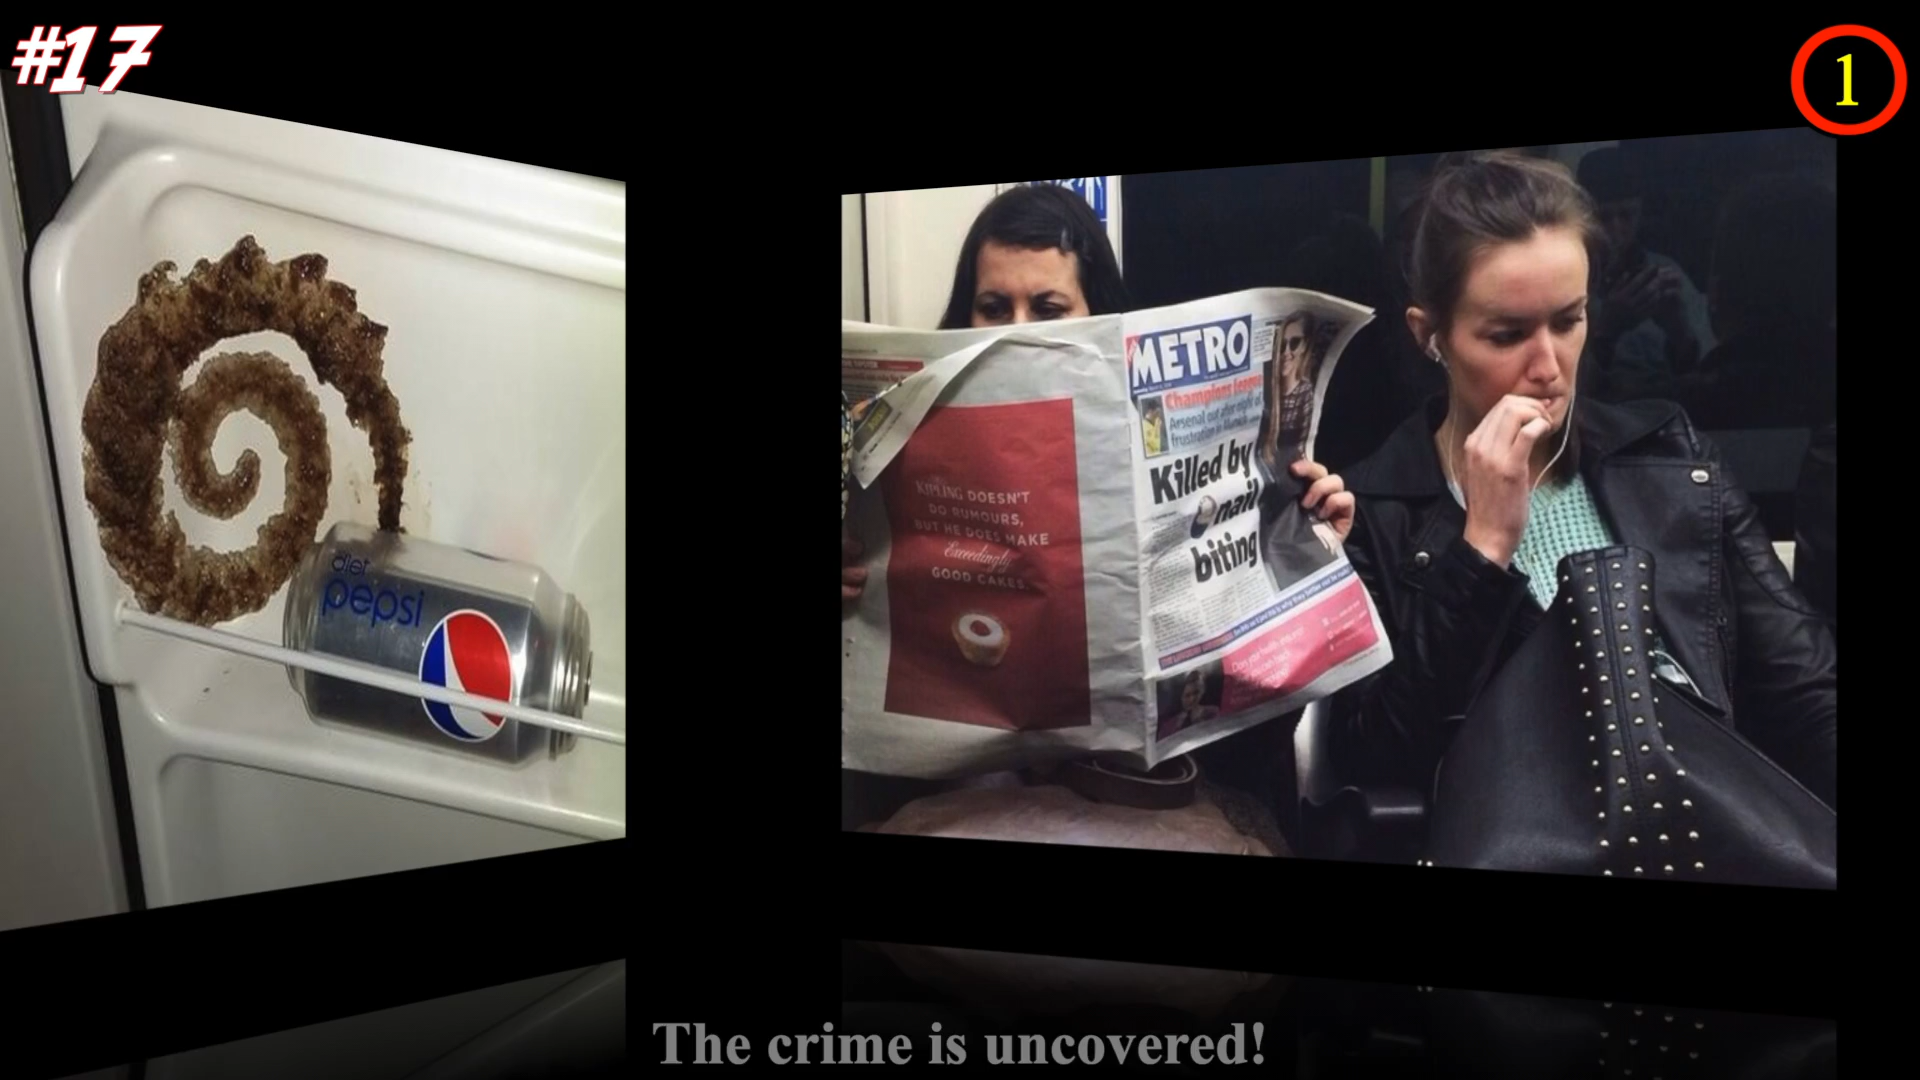 #17
1
diet
pepsi
KIPLING DOESN'T
DO RUMOURS,
BUT HE DOES MAKE
Exceedingly
GOOD CAKES.
METRO
Champions league
Arsenal out after night of
frustration in Munich
Killed by
nail
biting
The crime is uncovered!